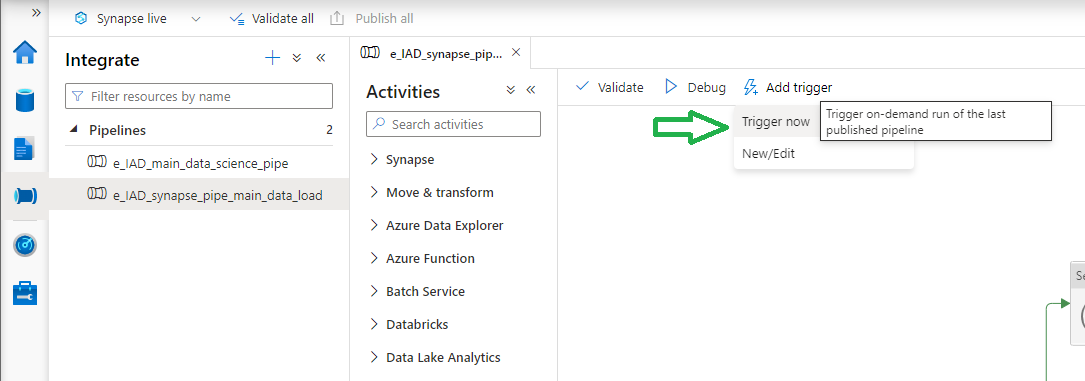 »
Synapse live
Validate all
Publish all
Integrate
Filter resources by name
Pipelines 2
e_IAD_main_data_science_pipe
e_IAD_synapse_pipe_main_data_load
e_IAD_synapse_pip...
Activities
Search activities
Synapse
Move & transform
Azure Data Explorer
Azure Function
Batch Service
Databricks
Data Lake Analytics
Validate
Debug
Add trigger
Trigger now
New/Edit
Trigger on-demand run of the last
published pipeline
Se